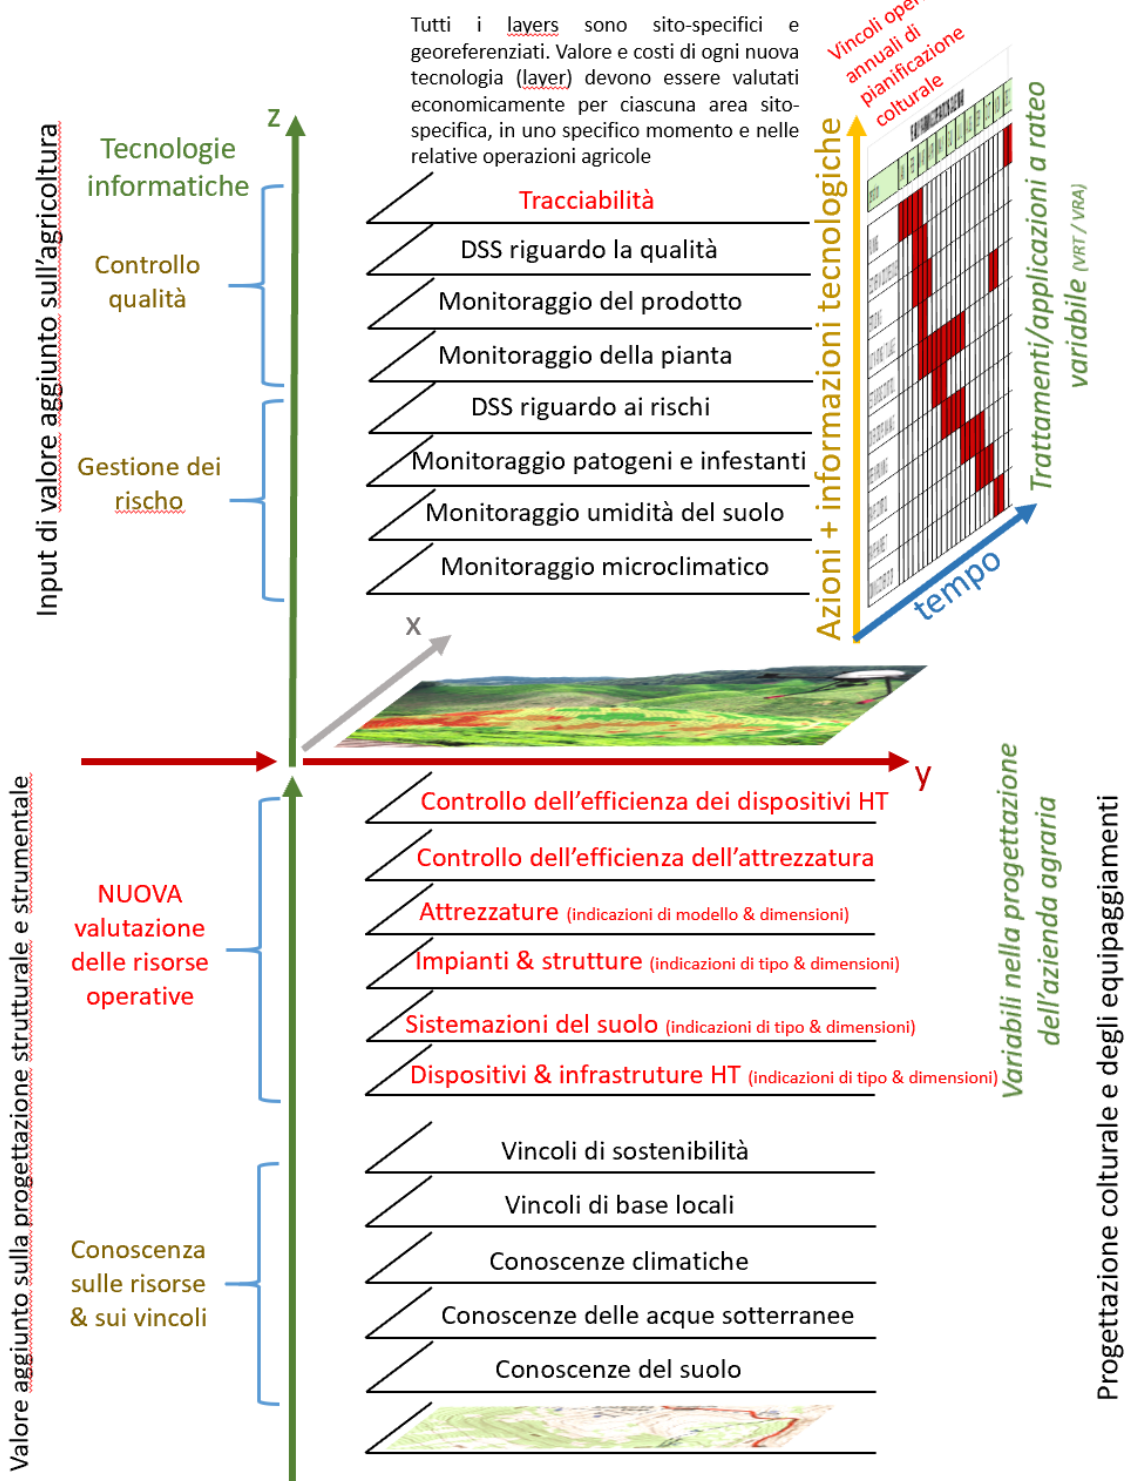 Tutti i layers sono sito-specifici e
georeferenziati. Valore e costi di ogni nuova
tecnologia (layer) devono essere valutati
economicamente per ciascuna area sito-
specifica, in uno specifico momento e nelle
relative operazioni agricole
Vincoli oper
annuali di
pianificazione
colturale
z
Tecnologie
informatiche
Input di valore aggiunto sull'agricoltura
Controllo
qualità
Gestione dei
rischo
Tracciabilità
DSS riguardo la qualità
Monitoraggio del prodotto
Monitoraggio della pianta
DSS riguardo ai rischi
Monitoraggio patogeni e infestanti
Monitoraggio umidità del suolo
Monitoraggio microclimatico
Azioni + informazioni tecnologiche
tempo
Trattamenti/applicazioni a rateo
variabile (VRT / VRA)
x
y
Valore aggiunto sulla progettazione strutturale e strumentale
NUOVA
valutazione
delle risorse
operative
Controllo dell'efficienza dei dispositivi HT
Controllo dell'efficienza dell'attrezzatura
Attrezzature (indicazioni di modello & dimensioni)
Impianti & strutture (indicazioni di tipo & dimensioni)
Sistemazioni del suolo (indicazioni di tipo & dimensioni)
Dispositivi & infrastruture HT (indicazioni di tipo & dimensioni)
Variabili nella progettazione
dell'azienda agraria
Progettazione colturale e degli equipaggiamenti
Conoscenza
sulle risorse
& sui vincoli
Vincoli di sostenibilità
Vincoli di base locali
Conoscenze climatiche
Conoscenze delle acque sotterranee
Conoscenze del suolo